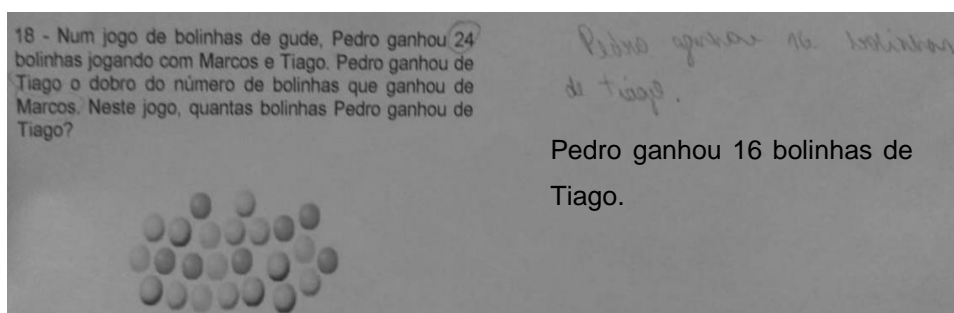 18 - Num jogo de bolinhas de gude, Pedro ganhou 24
bolinhas jogando com Marcos e Tiago. Pedro ganhou de
Tiago o dobro do número de bolinhas que ganhou de
Marcos. Neste jogo, quantas bolinhas Pedro ganhou de
Tiago?
Pedro 16 bolinhas
de
Pedro ganhou 16 bolinhas de
Tiago.